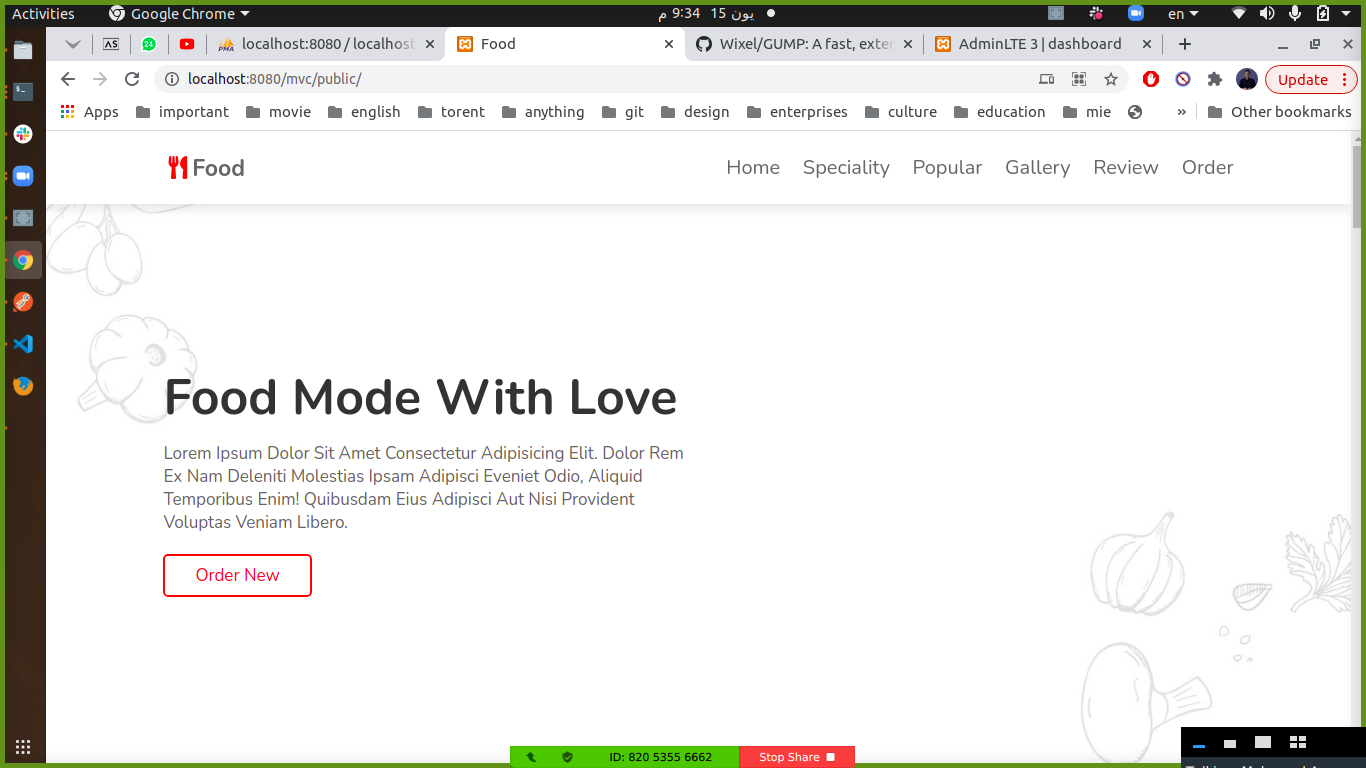 Activities
Google Chrome
يون 15 9:34 م
en
24
PMA
localhost:8080 / localhost
Food
Wixel/GUMP: A fast, exten
AdminLTE 3 | dashboard
localhost:8080/mvc/public/
Update
Apps
important
movie
english
torent
anything
git
design
enterprises
culture
education
mie
»
Other bookmarks
Food
Home
Speciality
Popular
Gallery
Review
Order
Food Mode With Love
Lorem Ipsum Dolor Sit Amet Consectetur Adipisicing Elit. Dolor Rem
Ex Nam Deleniti Molestias Ipsam Adipisci Eveniet Odio, Aliquid
Temporibus Enim! Quibusdam Eius Adipisci Aut Nisi Provident
Voluptas Veniam Libero.
Order New
ID: 820 5355 6662
Stop Share